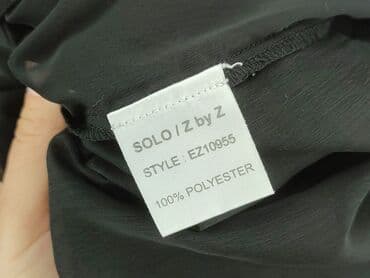 SOLO / Z by Z
STYLE : EZ10955
100% POLYESTER